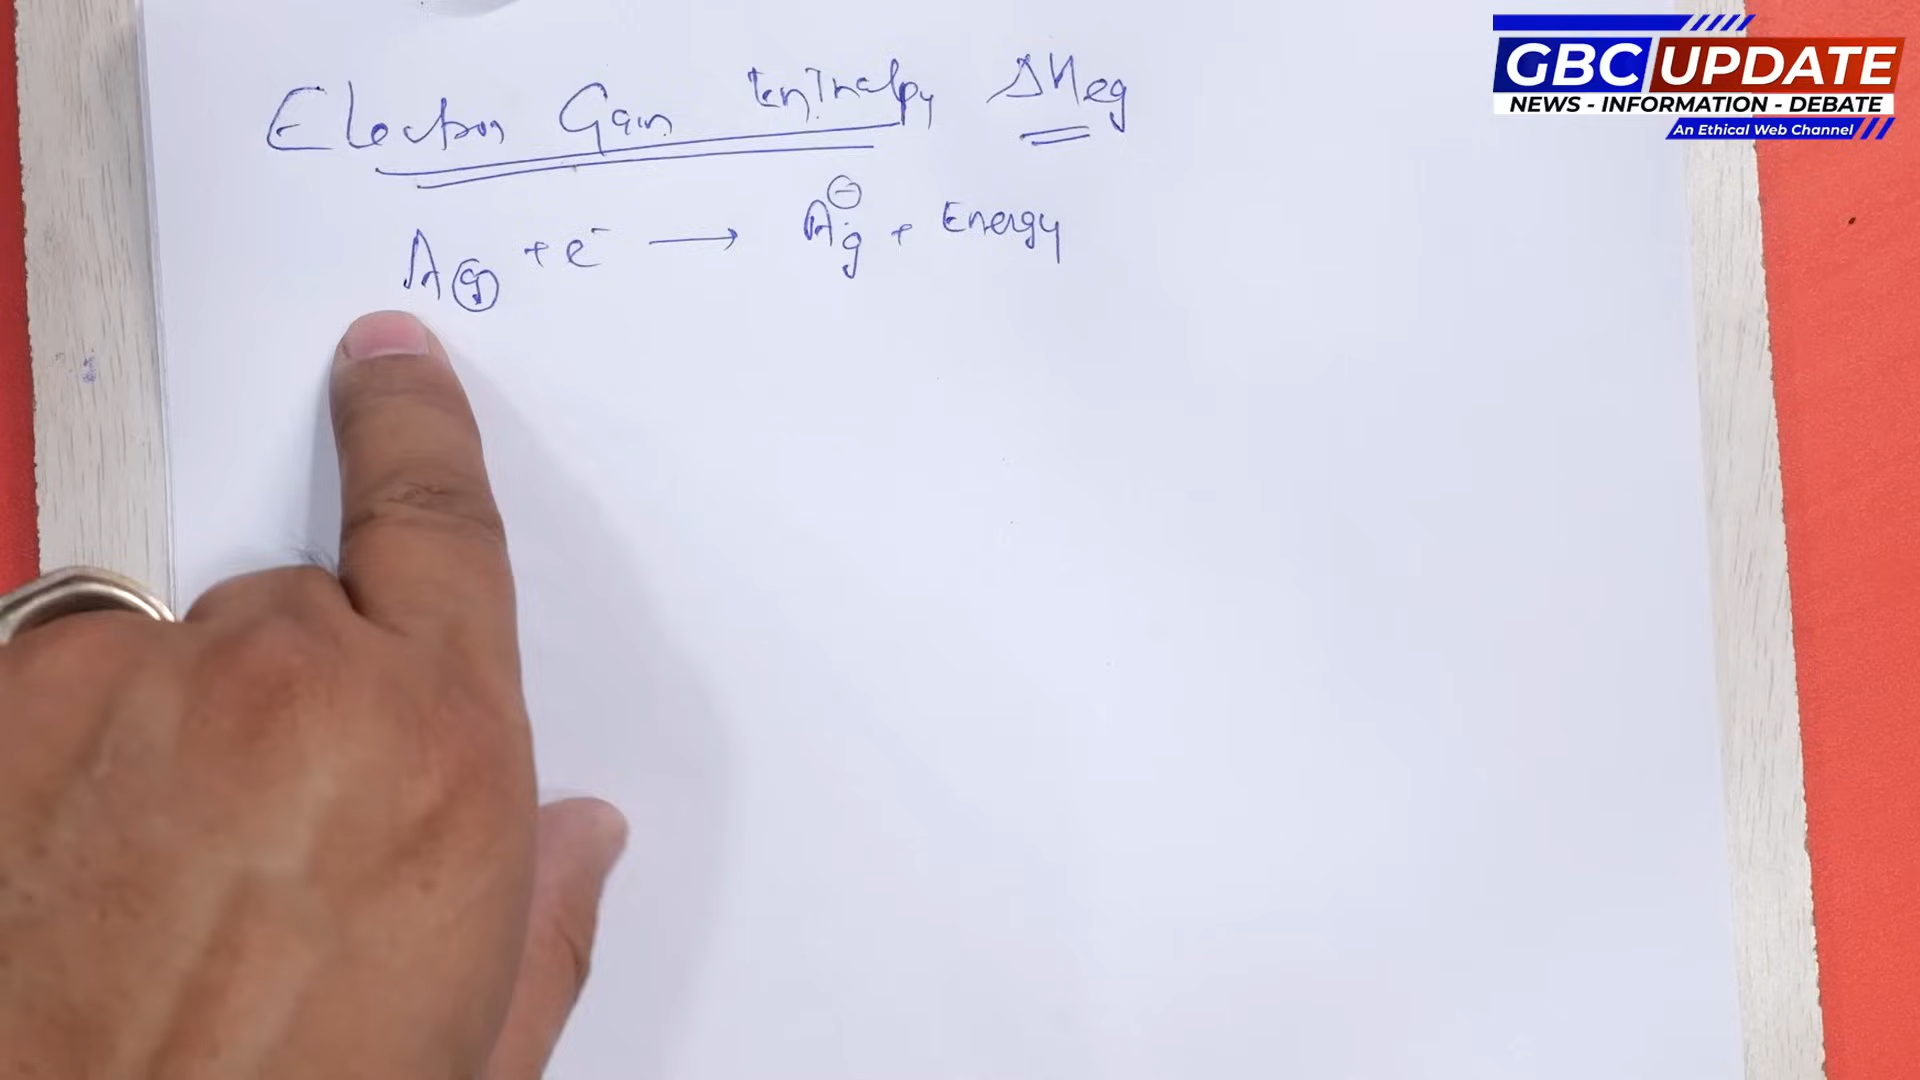 Electron Gain Enthalpy ΔHeg
A(g) + e⁻ → A⊖g + Energy
GBC UPDATE
NEWS - INFORMATION - DEBATE
An Ethical Web Channel